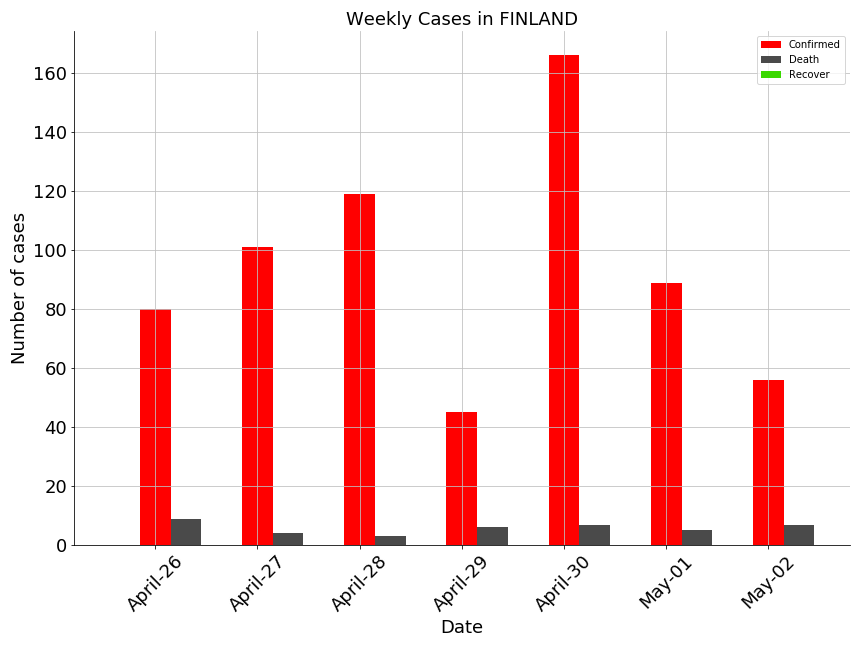 Weekly Cases in FINLAND
Confirmed
Death
Recover
Number of cases
160
140
120
100
80
60
40
20
0
April-26
April-27
April-28
April-29
April-30
May-01
May-02
Date